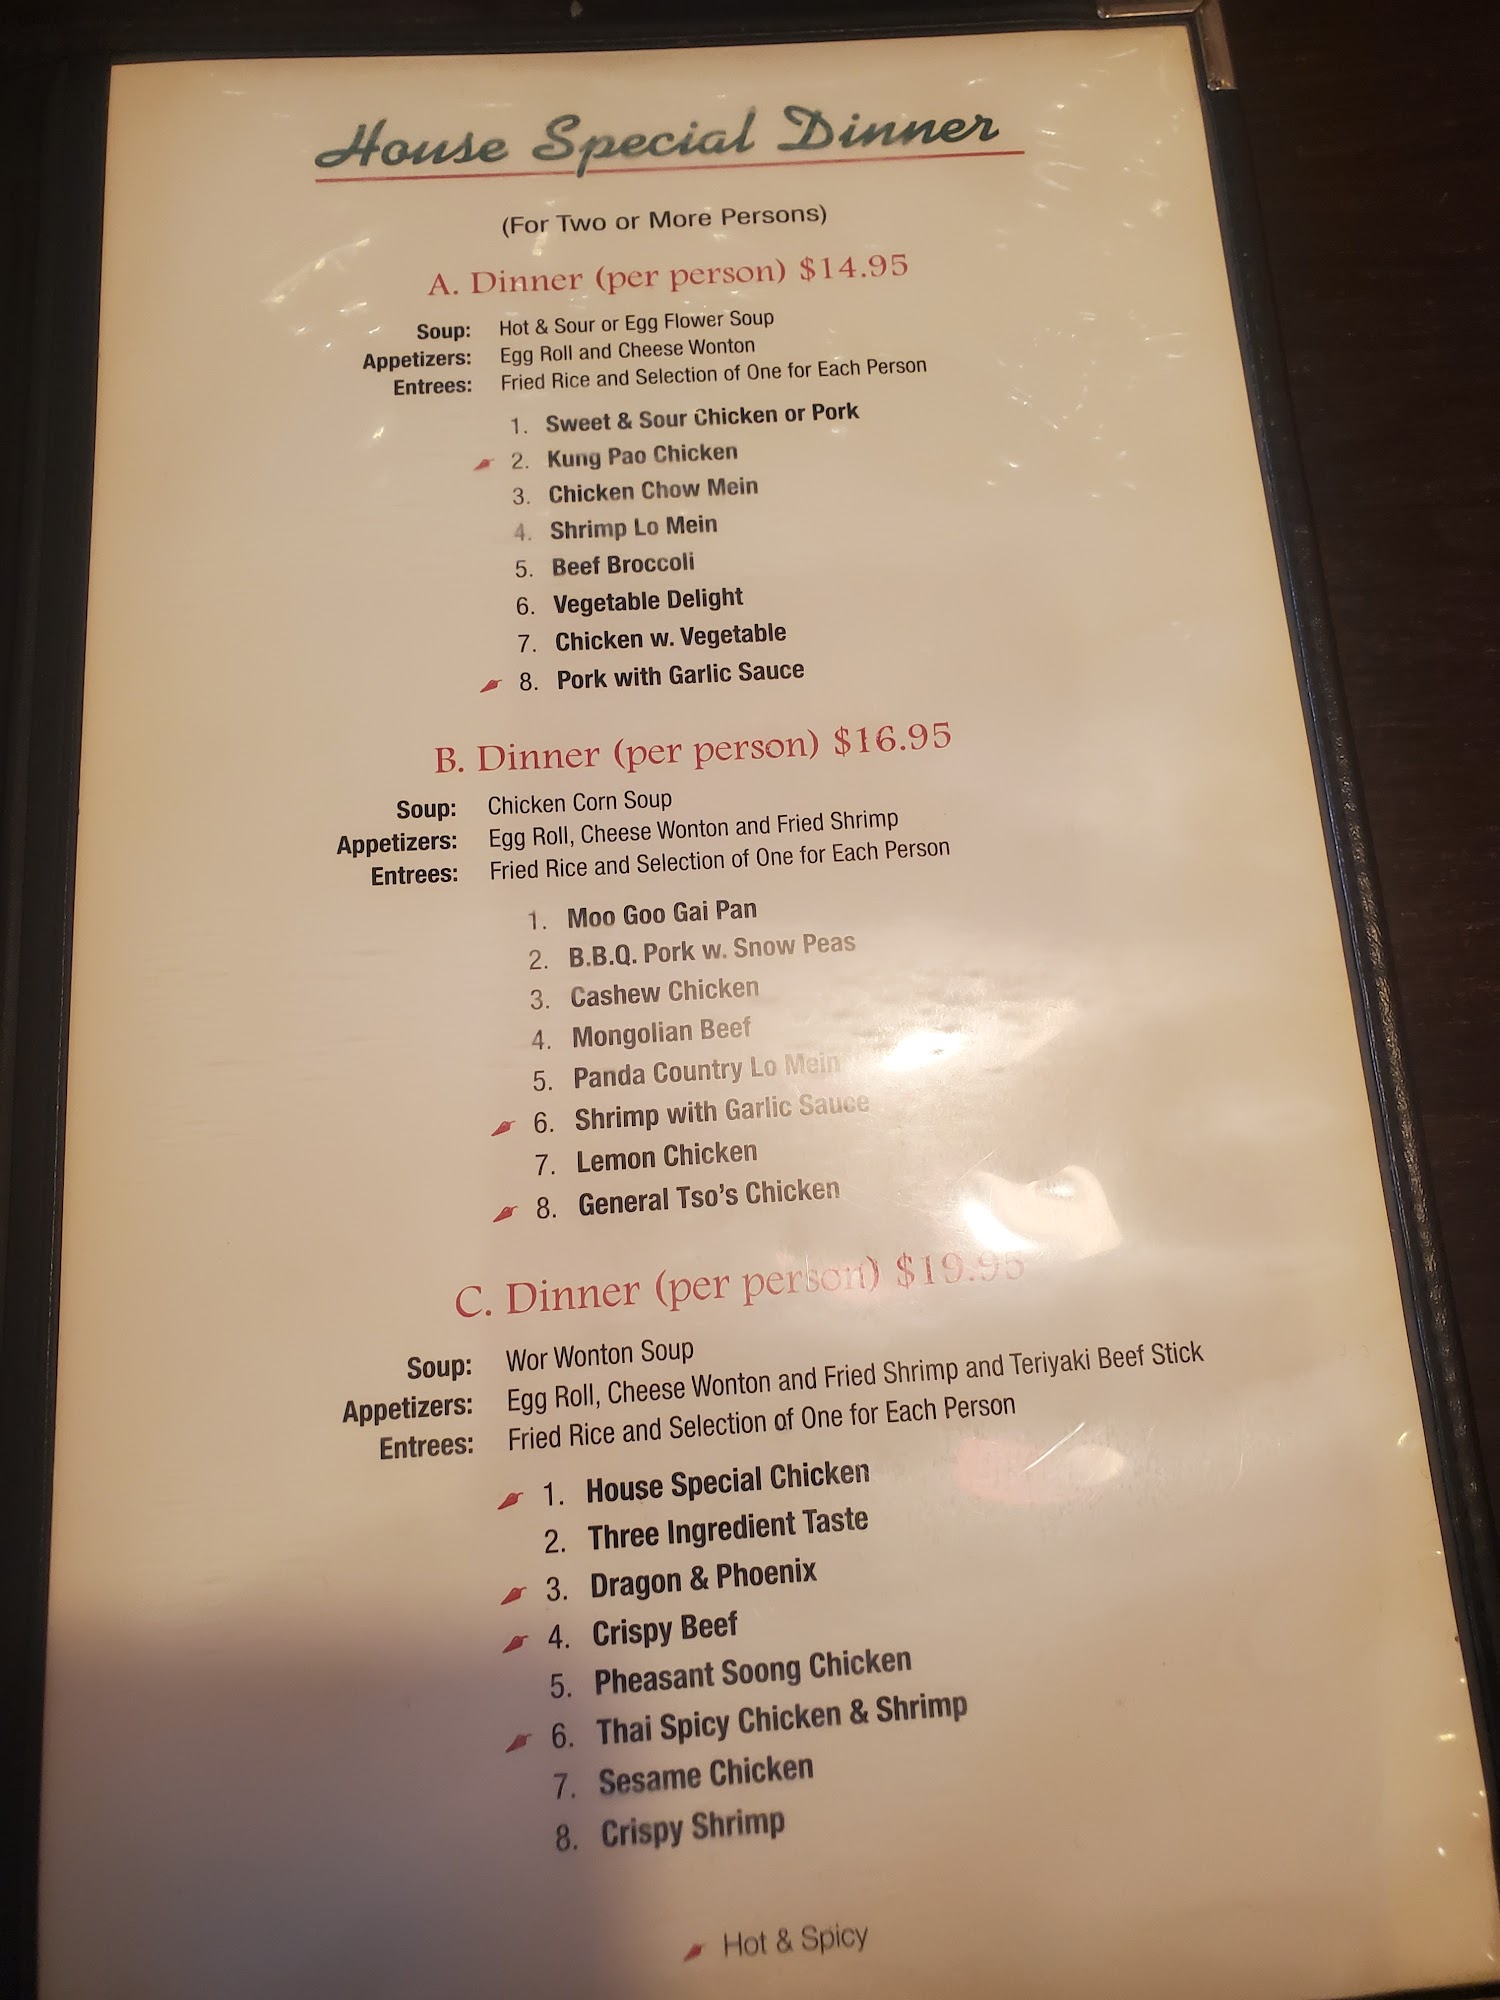 House Special Dinner
(For Two or More Persons)
A. Dinner (per person) $14.95
Soup: Hot & Sour or Egg Flower Soup
Appetizers: Egg Roll and Cheese Wonton
Entrees: Fried Rice and Selection of One for Each Person
1. Sweet & Sour Chicken or Pork
2. Kung Pao Chicken
3. Chicken Chow Mein
4. Shrimp Lo Mein
5. Beef Broccoli
6. Vegetable Delight
7. Chicken w. Vegetable
8. Pork with Garlic Sauce
B. Dinner (per person) $16.95
Soup: Chicken Corn Soup
Appetizers: Egg Roll, Cheese Wonton and Fried Shrimp
Entrees: Fried Rice and Selection of One for Each Person
1. Moo Goo Gai Pan
2. B.B.Q. Pork w. Snow Peas
3. Cashew Chicken
4. Mongolian Beef
5. Panda Country Lo Mein
6. Shrimp with Garlic Sauce
7. Lemon Chicken
8. General Tso's Chicken
C. Dinner (per person) $19.95
Soup: Wor Wonton Soup
Appetizers: Egg Roll, Cheese Wonton and Fried Shrimp and Teriyaki Beef Stick
Entrees: Fried Rice and Selection of One for Each Person
1. House Special Chicken
2. Three Ingredient Taste
3. Dragon & Phoenix
4. Crispy Beef
5. Pheasant Soong Chicken
6. Thai Spicy Chicken & Shrimp
7. Sesame Chicken
8. Crispy Shrimp
Hot & Spicy